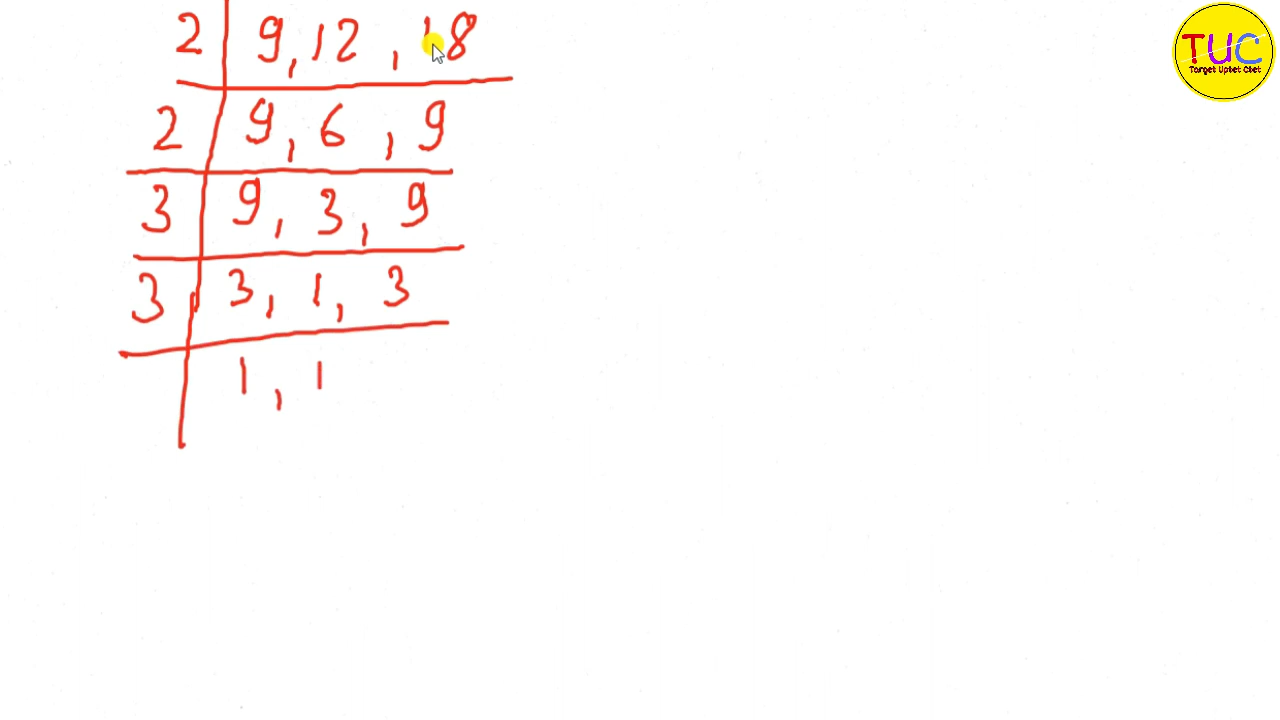 2 | 9, 12, 18
2 | 9, 6, 9
3 | 9, 3, 9
3 | 3, 1, 3
| 1, 1
TUC
Target Uptet Ctet